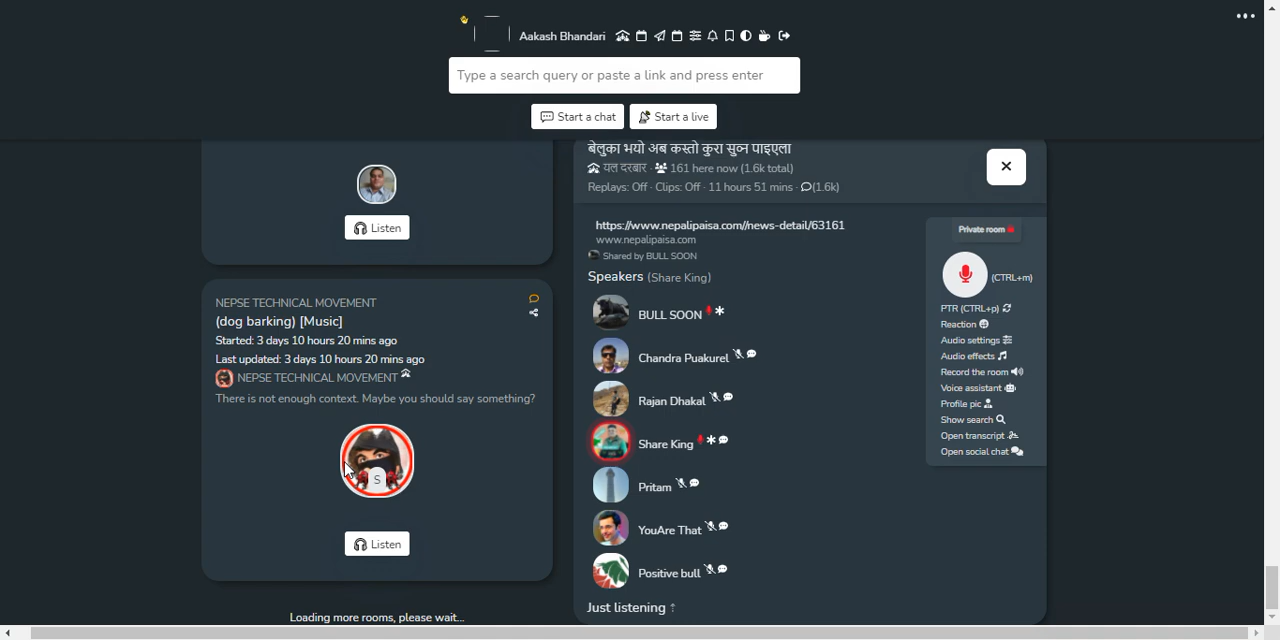 Aakash Bhandari
Type a search query or paste a link and press enter
Start a chat
Start a live
Listen
NEPSE TECHNICAL MOVEMENT
(dog barking) [Music]
Started: 3 days 10 hours 20 mins ago
Last updated: 3 days 10 hours 20 mins ago
NEPSE TECHNICAL MOVEMENT
There is not enough context. Maybe you should say something?
S
Listen
Loading more rooms, please wait...
बेलुका भयो अब कस्तो कुरा सुन्न पाइएला
यल दरबार · 161 here now (1.6k total)
Replays: Off · Clips: Off · 11 hours 51 mins · (1.6k)
https://www.nepalipaisa.com//news-detail/63161
www.nepalipaisa.com
Shared by BULL SOON
Speakers (Share King)
BULL SOON
Chandra Puakurel
Rajan Dhakal
Share King
Pritam
YouAre That
Positive bull
Just listening ↑
Private room
(CTRL+m)
PTR (CTRL+p)
Reaction
Audio settings
Audio effects
Record the room
Voice assistant
Profile pic
Show search
Open transcript
Open social chat